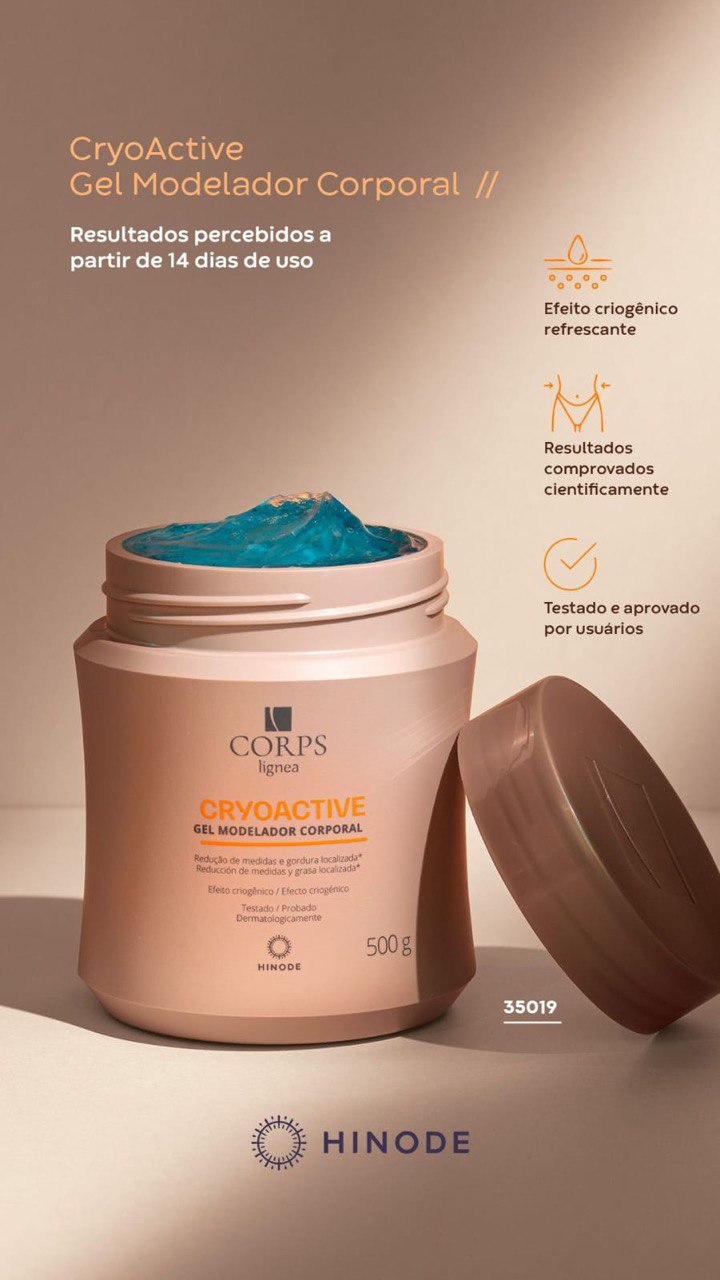 CryoActive
Gel Modelador Corporal //
Resultados percebidos a
partir de 14 dias de uso
Efeito criogênico
refrescante
Resultados
comprovados
cientificamente
Testado e aprovado
por usuários
CORPS
lignea
CRYOACTIVE
GEL MODELADOR CORPORAL
Redução de medidas e gordura localizada*
Reducción de medidas y grasa localizada*
Efeito criogênico / Efecto criogénico
Testado / Probado
Dermatologicamente
HINODE
500 g
35019
HINODE